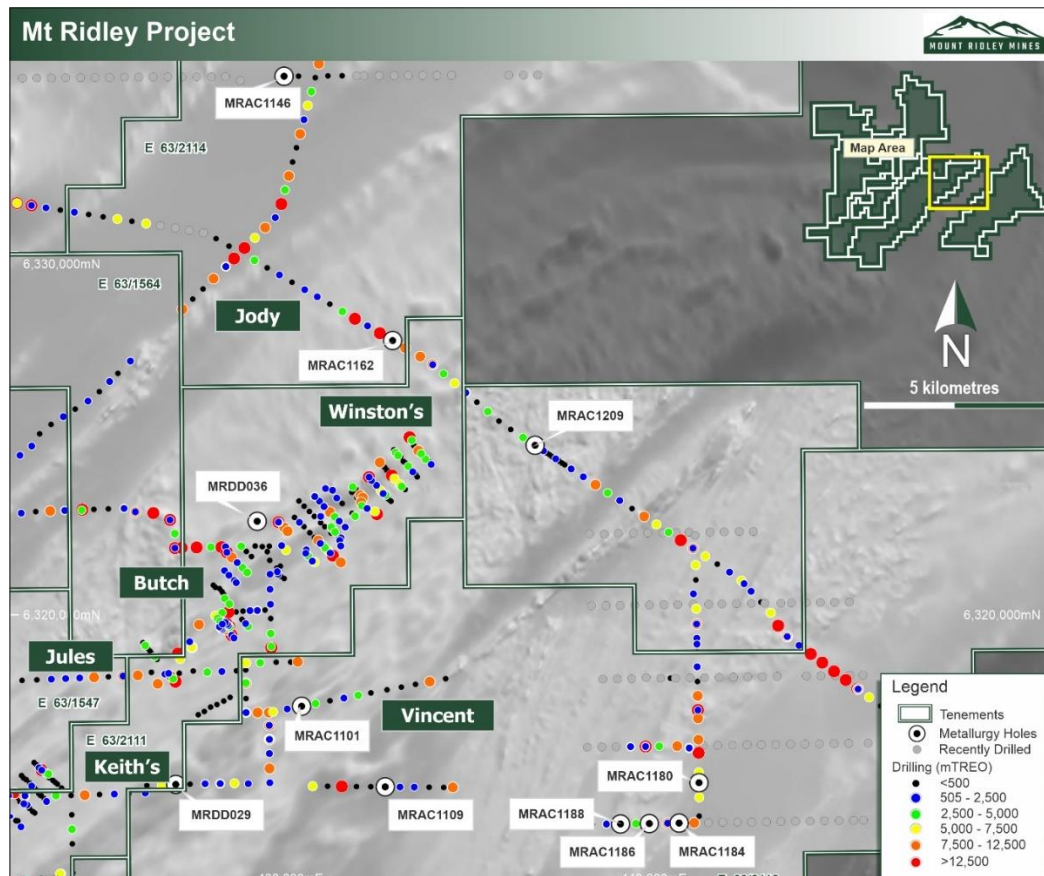 Mt Ridley Project
MOUNT RIDLEY MINES
MRAC1146
E 63/2114
Map Area
6,330,000mN
E 63/1564
Jody
N
5 kilometres
MRAC1162
Winston's
MRAC1209
MRDD036
Butch
6,320,000mN
6,320,000mN
Jules
E 63/1547
Vincent
MRAC1101
E 63/2111
Keith's
MRDD029
MRAC1109
MRAC1180
MRAC1188
MRAC1186
MRAC1184
Legend
Tenements
Metallurgy Holes
Recently Drilled
Drilling (mTREO)
<500
505 - 2,500
2,500 - 5,000
5,000 - 7,500
7,500 - 12,500
>12,500